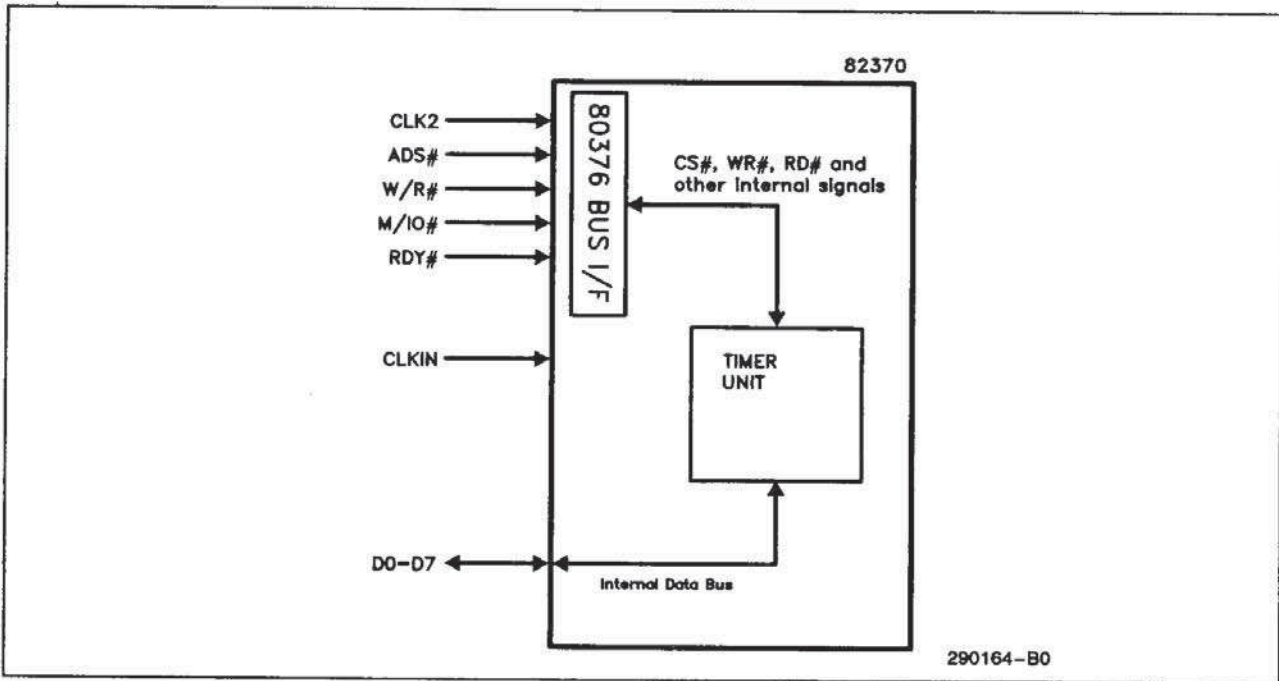 82370
CLK2
ADS#
W/R#
M/IO#
RDY#
80376 BUS I/F
CS#, WR#, RD# and
other internal signals
CLKIN
TIMER
UNIT
D0-D7
Internal Data Bus
290164-B0